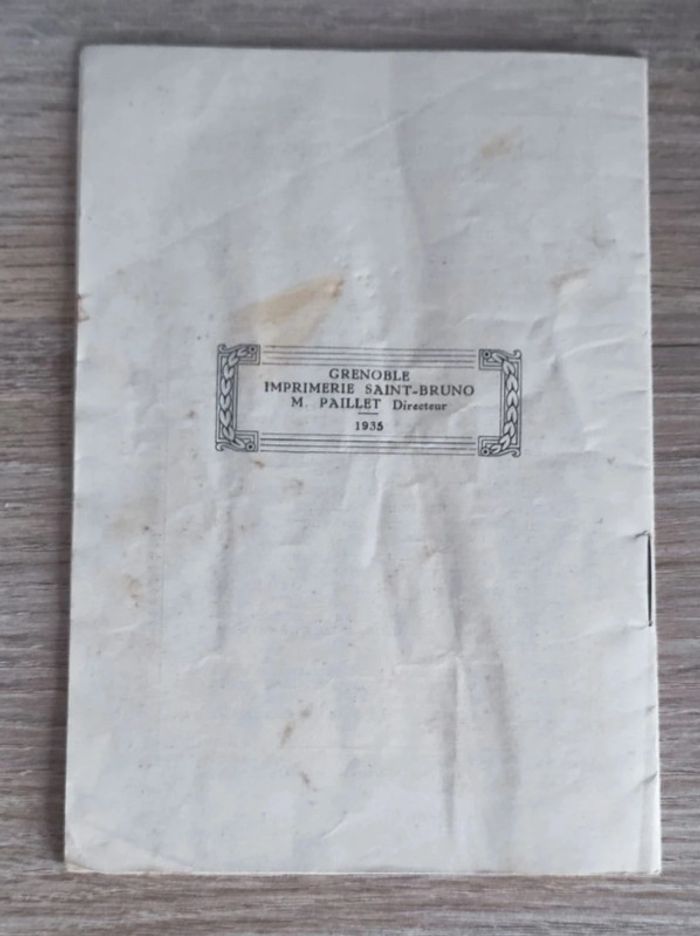 GRENOBLE
IMPRIMERIE SAINT-BRUNO
M. PAILLET Directeur
1935